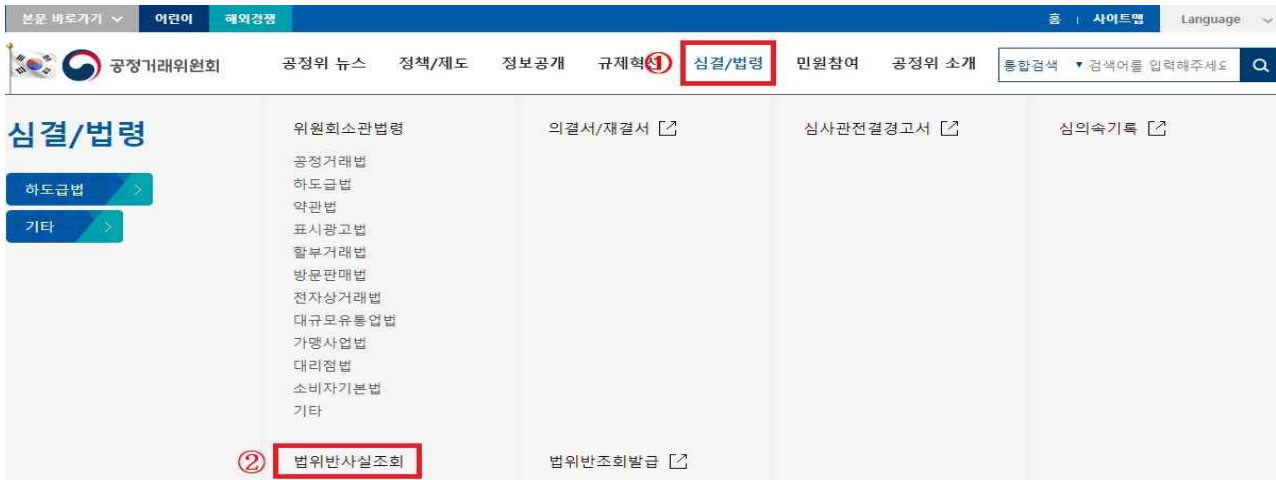 본문 바로가기 어린이 해외경쟁 홈 | 사이트맵 Language
공정거래위원회 공정위 뉴스 정책/제도 정보공개 규제혁신 ① 심결/법령 민원참여 공정위 소개 통합검색 검색어를 입력해주세요
심결/법령
하도급법
기타
위원회소관법령 의결서/재결서 심사관전결경고서 심의속기록
공정거래법
하도급법
약관법
표시광고법
할부거래법
방문판매법
전자상거래법
대규모유통업법
가맹사업법
대리점법
소비자기본법
기타
② 법위반사실조회 법위반조회발급